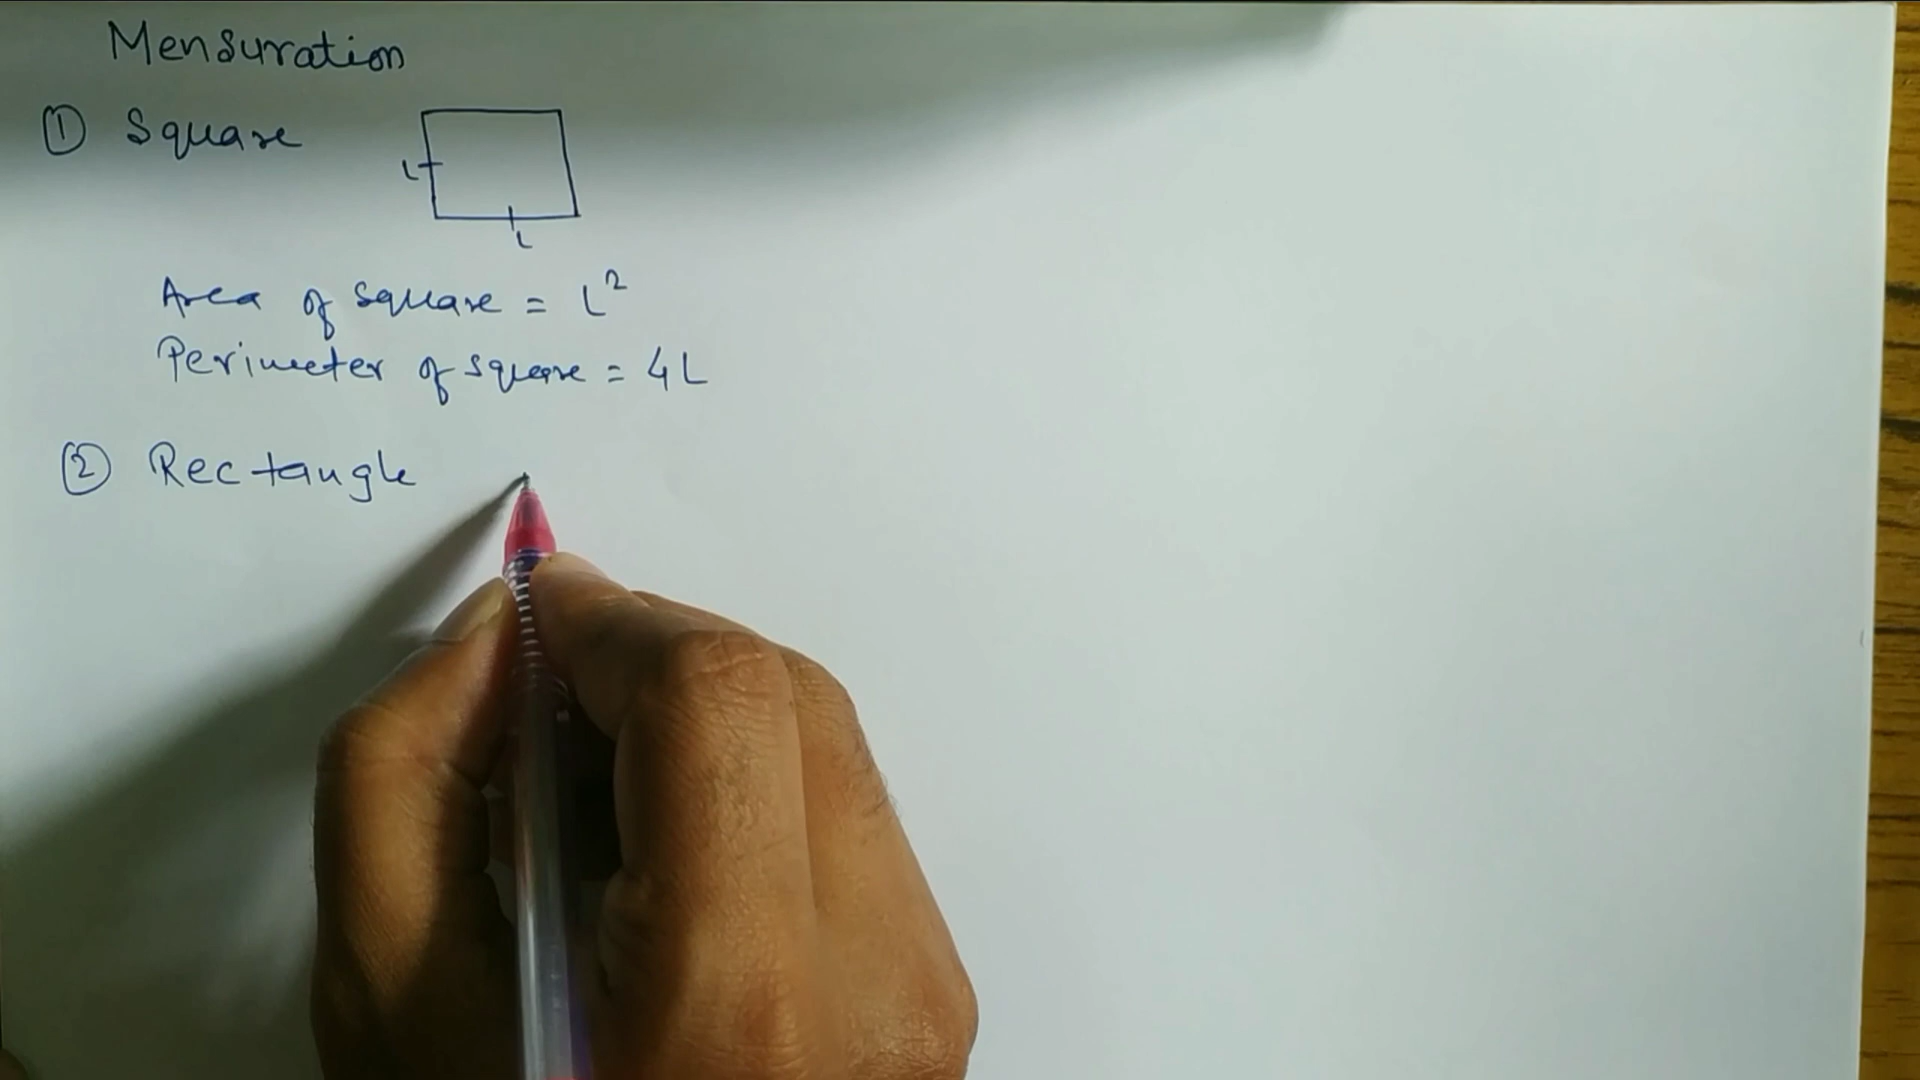 Mensuration
① Square
L
L
Area of square = L²
Perimeter of square = 4L
② Rectangle